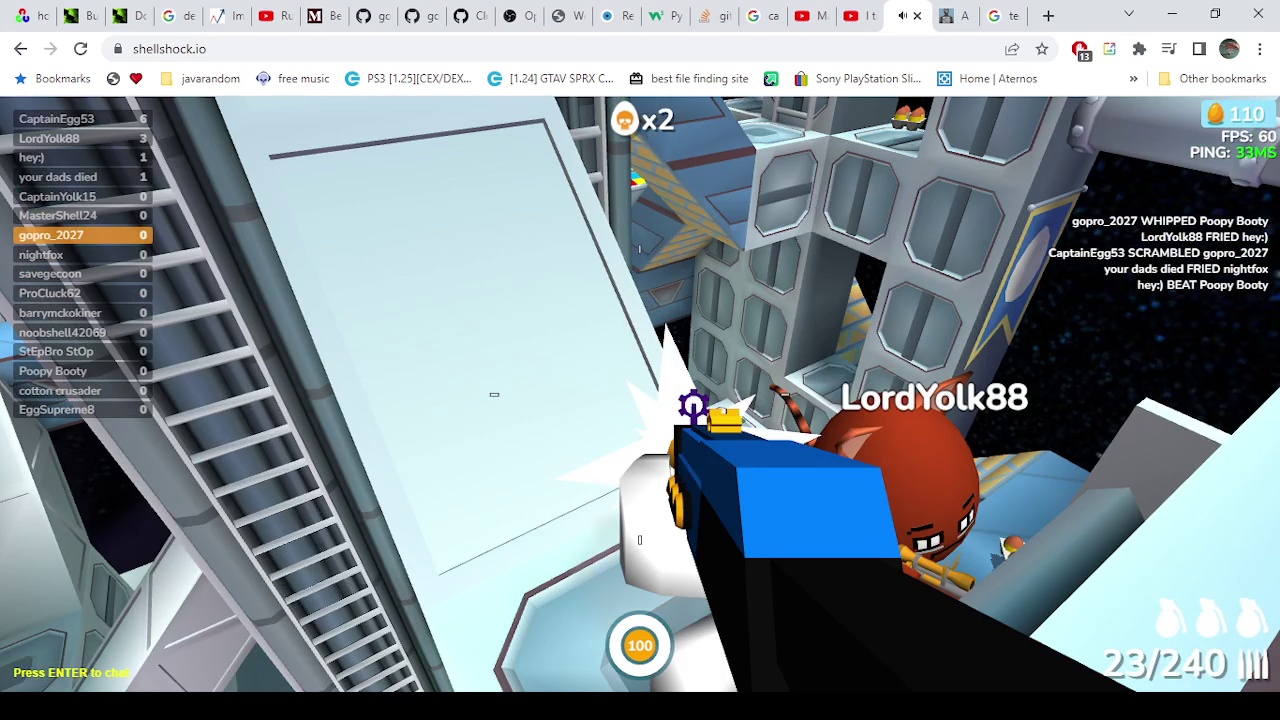 hc
Bu
Dc
de
Im
Ru
Be
gc
gc
Cli
Op
W
Re
Py
git
ca
M
I t
A
te
shellshock.io
13
Bookmarks
javarandom
free music
PS3 [1.25](CEX/DEX...
[1.24] GTAV SPRX C...
best file finding site
Sony PlayStation Sli...
Home | Aternos
»
Other bookmarks
CaptainEgg53 6
LordYolk88 3
hey:) 1
your dads died 1
CaptainYolk15 0
MasterShell24 0
gopro_2027 0
nightfox 0
savegecoon 0
ProCluck62 0
barrymckokiner 0
noobshell42069 0
StEpBro StOp 0
Poopy Booty 0
cotton crusader 0
EggSupreme8 0
x2
110
FPS: 60
PING: 33MS
gopro_2027 WHIPPED Poopy Booty
LordYolk88 FRIED hey:)
CaptainEgg53 SCRAMBLED gopro_2027
your dads died FRIED nightfox
hey:) BEAT Poopy Booty
LordYolk88
100
23/240
Press ENTER to chat